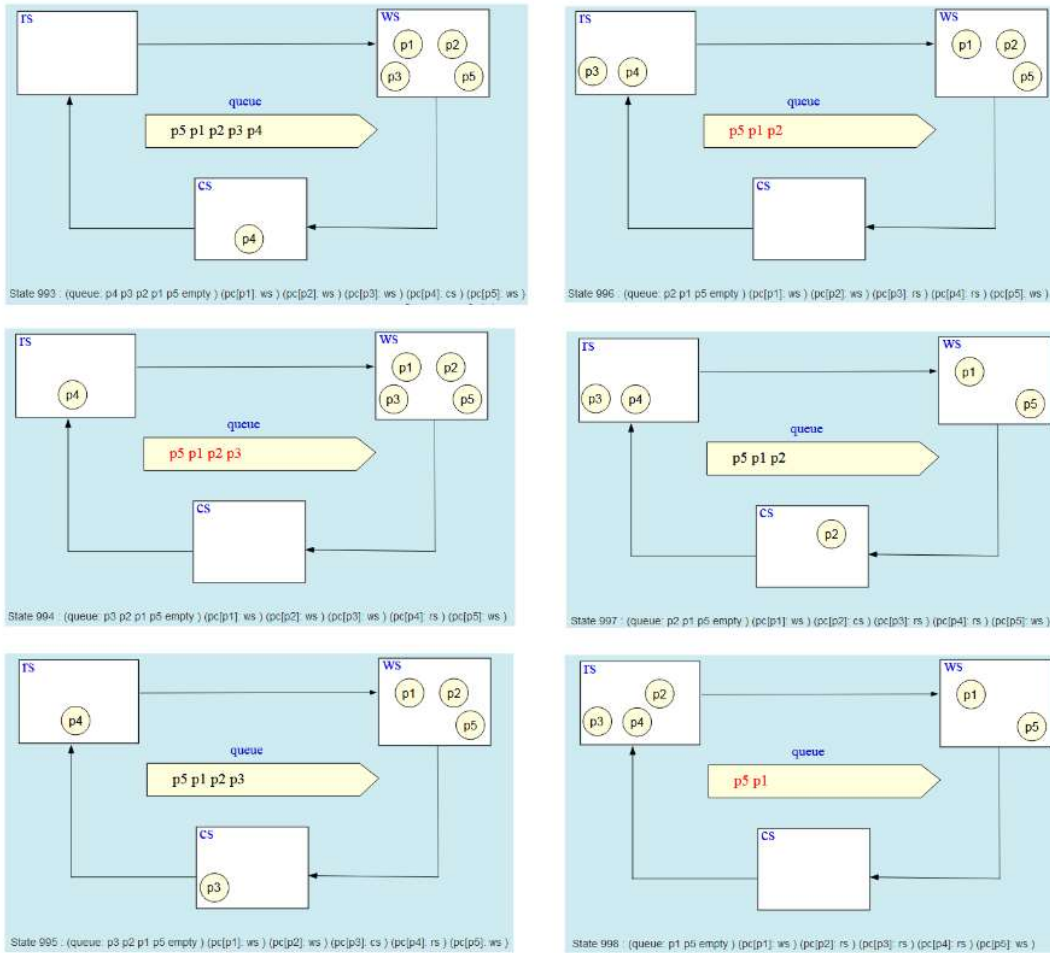 rs
ws
p1 p2
p3 p5
queue
p5 p1 p2 p3 p4
cs
p4
State 993 : (queue: p4 p3 p2 p1 p5 empty ) (pc[p1]: ws ) (pc[p2]: ws ) (pc[p3]: ws ) (pc[p4]: cs ) (pc[p5]: ws )
rs
ws
p4
p1 p2
p3 p5
queue
p5 p1 p2 p3
cs
State 994 : (queue: p3 p2 p1 p5 empty ) (pc[p1]: ws ) (pc[p2]: ws ) (pc[p3]: ws ) (pc[p4]: rs ) (pc[p5]: ws )
rs
ws
p4
p1 p2
p5
queue
p5 p1 p2 p3
cs
p3
State 995 : (queue: p3 p2 p1 p5 empty ) (pc[p1]: ws ) (pc[p2]: ws ) (pc[p3]: cs ) (pc[p4]: rs ) (pc[p5]: ws )
rs
ws
p3 p4
p1 p2
p5
queue
p5 p1 p2
cs
State 996 : (queue: p2 p1 p5 empty ) (pc[p1]: ws ) (pc[p2]: ws ) (pc[p3]: rs ) (pc[p4]: rs ) (pc[p5]: ws )
rs
ws
p3 p4
p1
p5
queue
p5 p1 p2
cs
p2
State 997 : (queue: p2 p1 p5 empty ) (pc[p1]: ws ) (pc[p2]: cs ) (pc[p3]: rs ) (pc[p4]: rs ) (pc[p5]: ws )
rs
ws
p2
p3 p4
p1
p5
queue
p5 p1
cs
State 998 : (queue: p1 p5 empty ) (pc[p1]: ws ) (pc[p2]: rs ) (pc[p3]: rs ) (pc[p4]: rs ) (pc[p5]: ws )